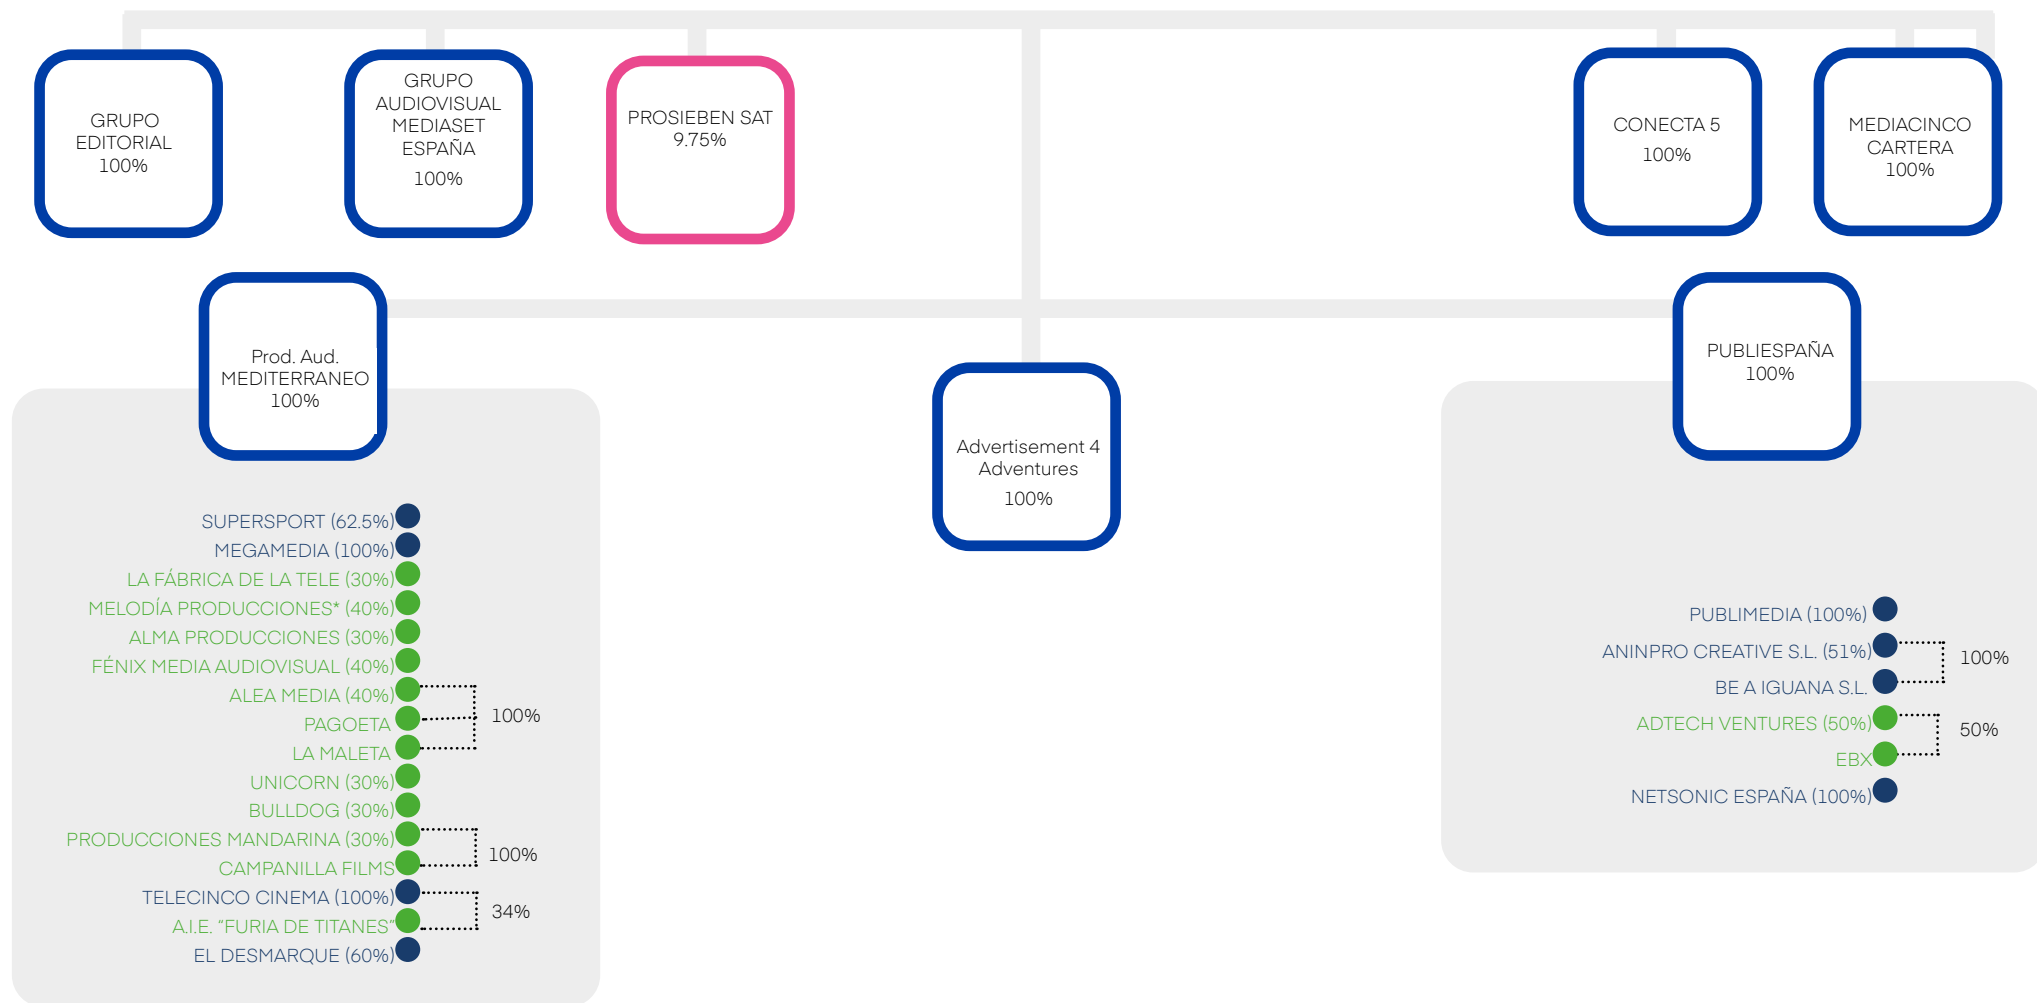 GRUPO
EDITORIAL
100%
GRUPO
AUDIOVISUAL
MEDIASET
ESPAÑA
100%
PROSIEBEN SAT
9.75%
CONECTA 5
100%
MEDIACINCO
CARTERA
100%
Prod. Aud.
MEDITERRANEO
100%
Advertisement 4
Adventures
100%
PUBLIESPAÑA
100%
SUPERSPORT (62.5%)
MEGAMEDIA (100%)
LA FÁBRICA DE LA TELE (30%)
MELODÍA PRODUCCIONES* (40%)
ALMA PRODUCCIONES (30%)
FÉNIX MEDIA AUDIOVISUAL (40%)
ALEA MEDIA (40%)
PAGOETA
100%
LA MALETA
UNICORN (30%)
BULLDOG (30%)
PRODUCCIONES MANDARINA (30%)
100%
CAMPANILLA FILMS
TELECINCO CINEMA (100%)
34%
A.I.E. “FURIA DE TITANES”
EL DESMARQUE (60%)
PUBLIMEDIA (100%)
ANINPRO CREATIVE S.L. (51%)
100%
BE A IGUANA S.L.
ADTECH VENTURES (50%)
50%
EBX
NETSONIC ESPAÑA (100%)